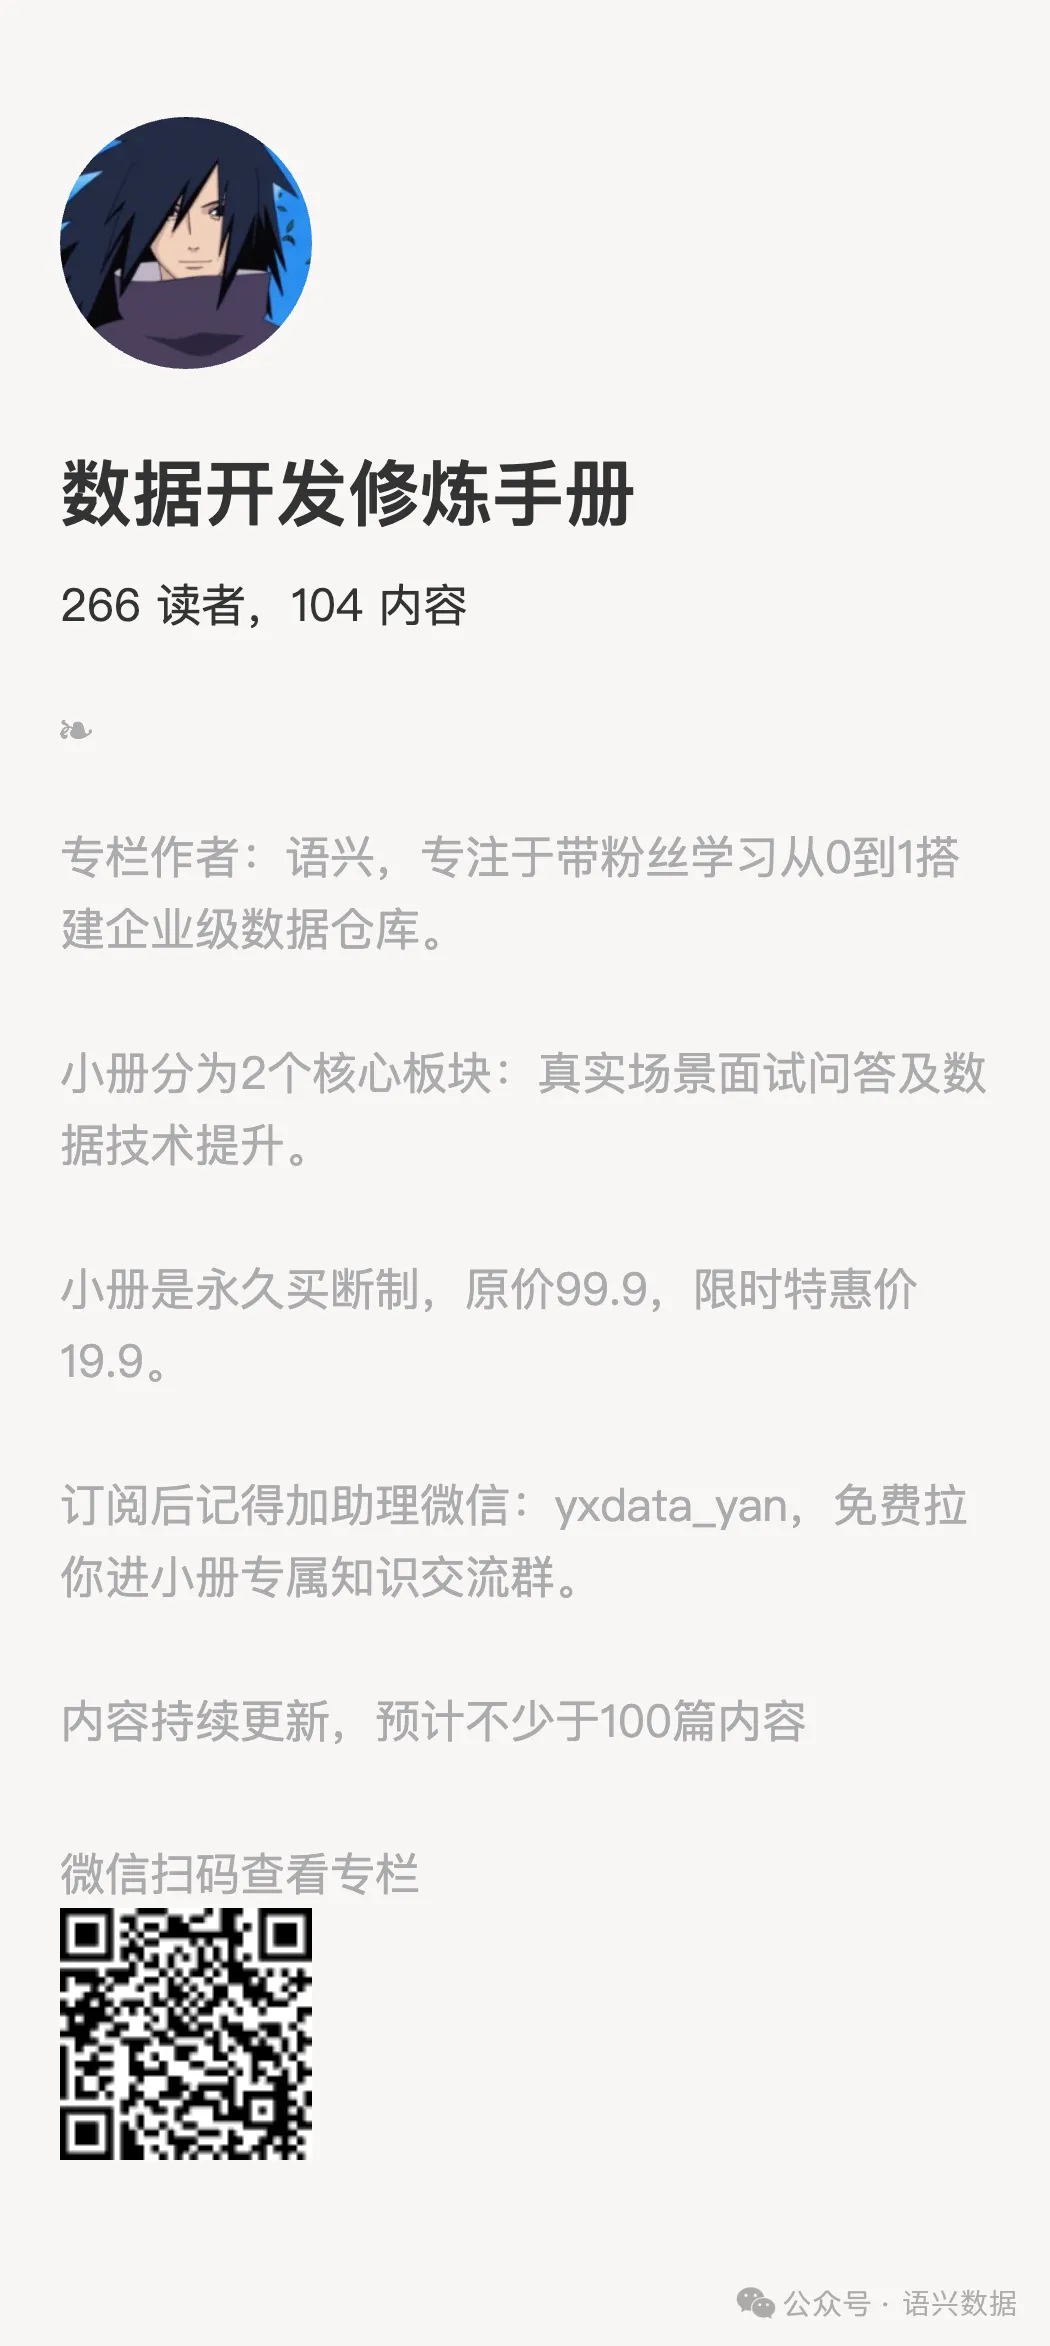 数据开发修炼手册
266 读者，104 内容
❧
专栏作者：语兴，专注于带粉丝学习从0到1搭
建企业级数据仓库。
小册分为2个核心板块：真实场景面试问答及数
据技术提升。
小册是永久买断制，原价99.9，限时特惠价
19.9。
订阅后记得加助理微信：yxdata_yan，免费拉
你进小册专属知识交流群。
内容持续更新，预计不少于100篇内容
微信扫码查看专栏
公众号 · 语兴数据